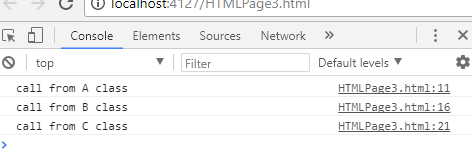 localhost:4127/HTMLPage3.html
Console Elements Sources Network »
top Filter Default levels
call from A class HTMLPage3.html:11
call from B class HTMLPage3.html:16
call from C class HTMLPage3.html:21
>